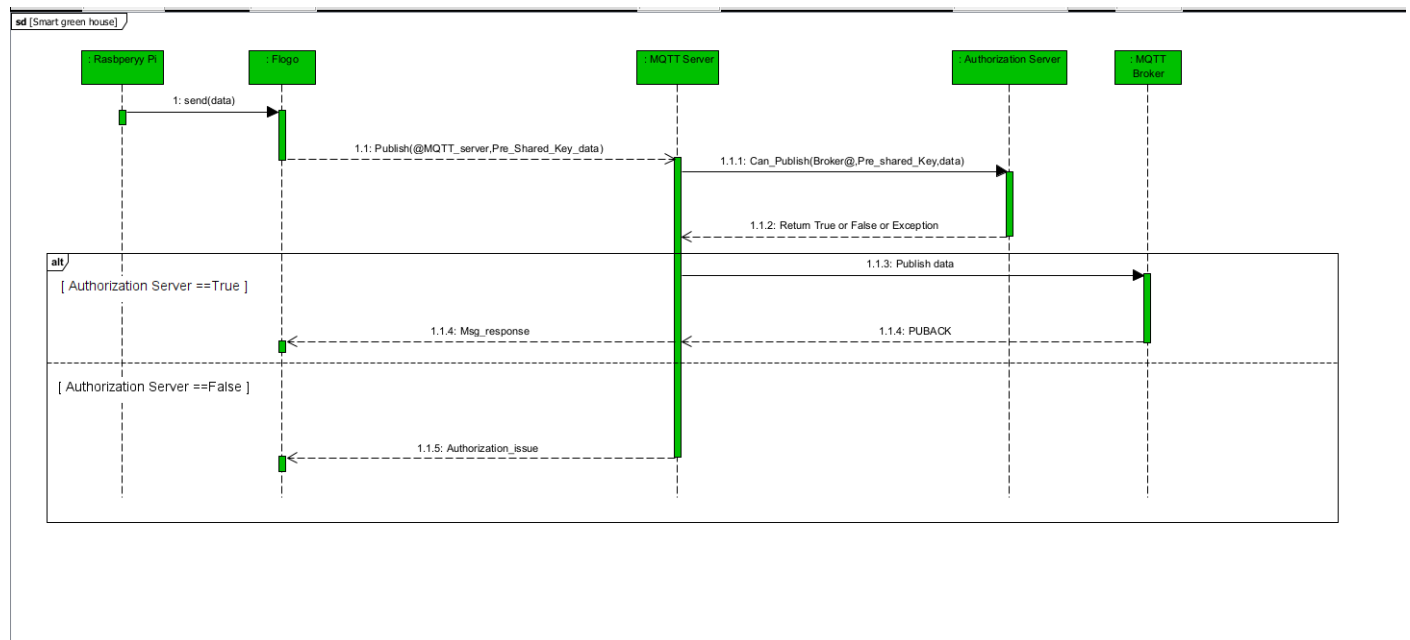 sd [Smart green house]
: Rasbperyy Pi
: Flogo
: MQTT Server
: Authorization Server
: MQTT
Broker
1: send(data)
1.1: Publish(@MQTT_server,Pre_Shared_Key_data)
1.1.1: Can_Publish(Broker@,Pre_shared_Key,data)
1.1.2: Return True or False or Exception
alt
1.1.3: Publish data
[ Authorization Server ==True ]
1.1.4: Msg_response
1.1.4: PUBACK
[ Authorization Server ==False ]
1.1.5: Authorization_issue